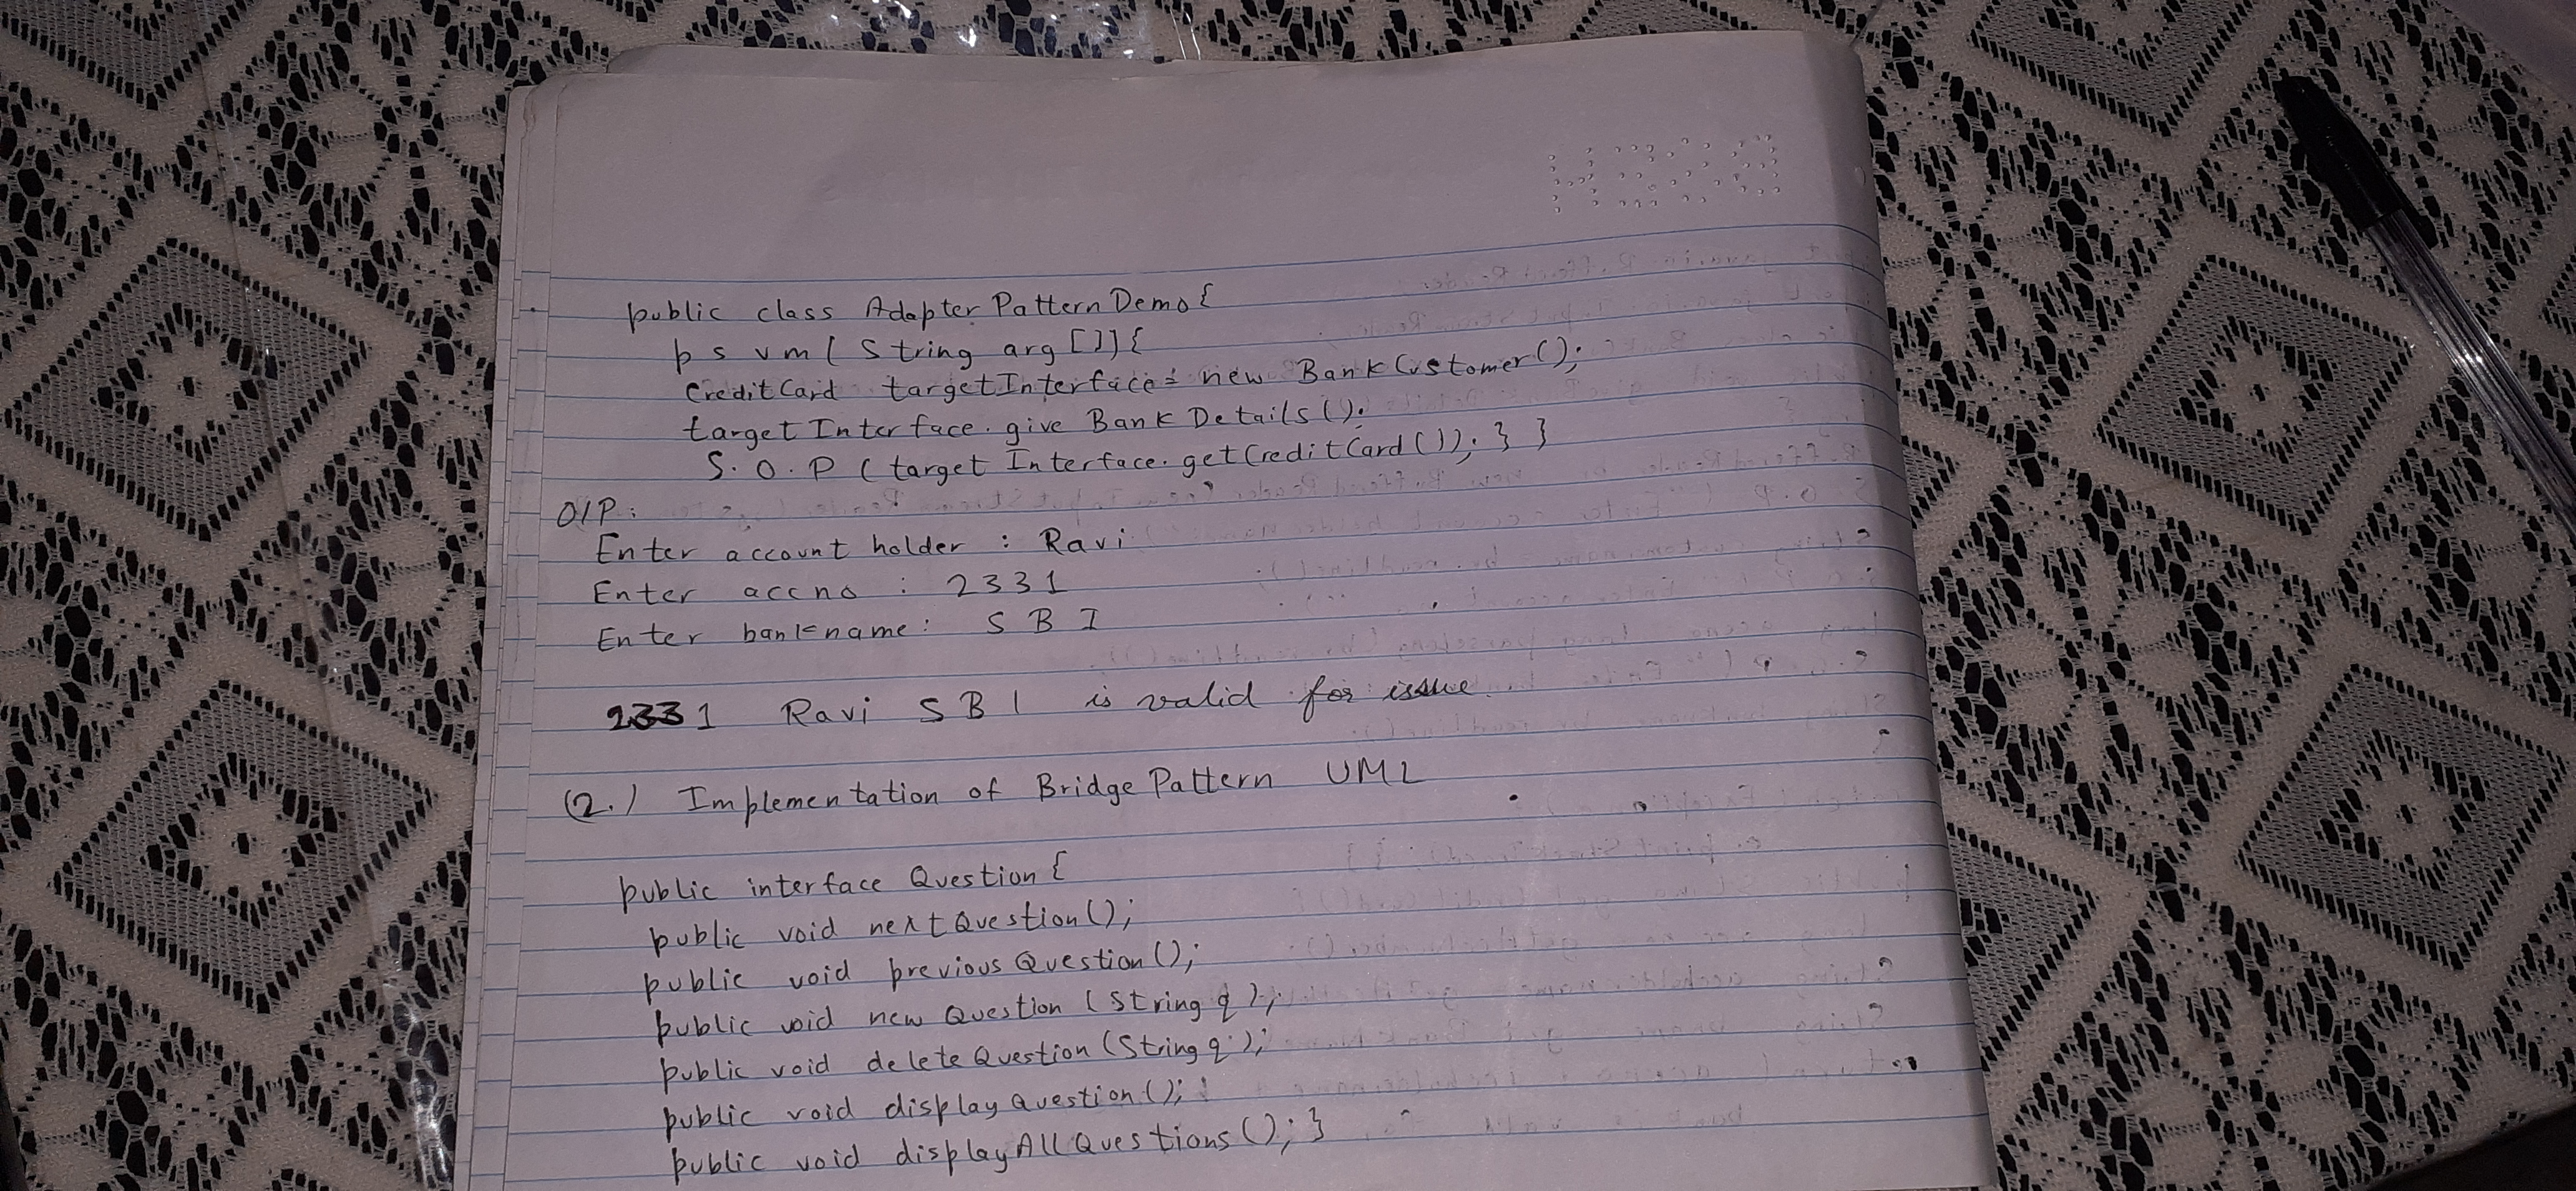 public class AdapterPatternDemo{
p s v m ( String arg []){
CreditCard targetInterface = new BankCustomer();
targetInterface.giveBankDetails();
S.O.P (targetInterface.getCreditCard()); } }
O/P:
Enter account holder : Ravi
Enter accno : 2331
Enter bankname: SBI
2331 Ravi SBI is valid for issue.
(2.) Implementation of Bridge Pattern UML
public interface Question{
public void nextQuestion();
public void previousQuestion();
public void newQuestion (String q);
public void deleteQuestion (String q);
public void displayQuestion();
public void displayAllQuestions(); }